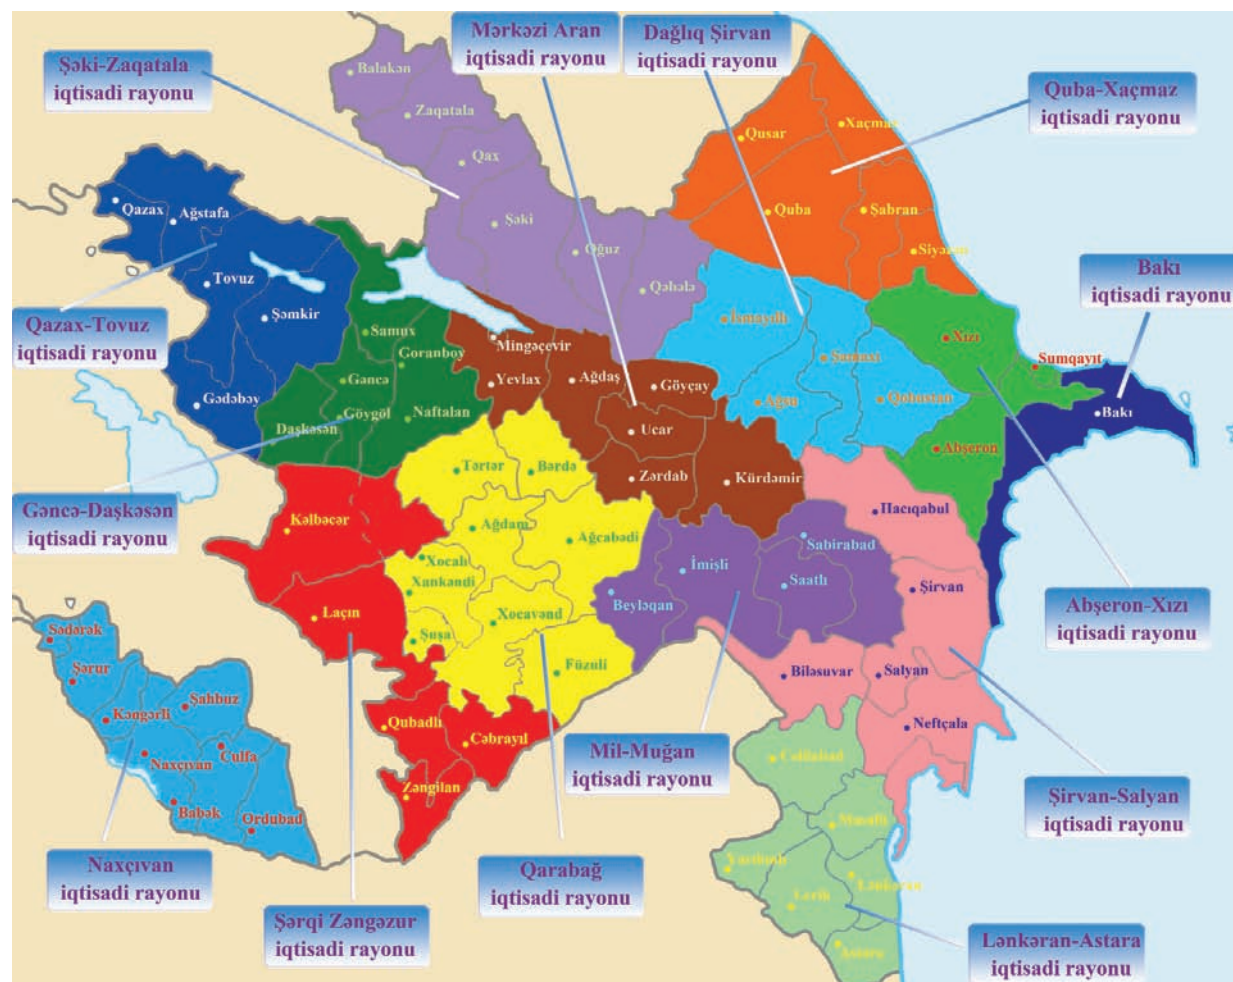 Mərkəzi Aran
iqtisadi rayonu
Dağlıq Şirvan
iqtisadi rayonu
Şəki-Zaqatala
iqtisadi rayonu
Quba-Xaçmaz
iqtisadi rayonu
Balakən
Zaqatala
Qax
Şəki
Oğuz
Qəbələ
Qusar
Xaçmaz
Quba
Şabran
Siyəzən
Qazax
Ağstafa
Tovuz
Şəmkir
Gədəbəy
Qazax-Tovuz
iqtisadi rayonu
Bakı
iqtisadi rayonu
Samux
Goranboy
Gəncə
Göygöl
Naftalan
Daşkəsən
Gəncə-Daşkəsən
iqtisadi rayonu
Mingəçevir
Yevlax
Ağdaş
Göyçay
Ucar
Zərdab
Kürdəmir
İsmayıllı
Şamaxı
Ağsu
Qobustan
Xızı
Sumqayıt
Abşeron
Bakı
Tərtər
Bərdə
Ağdam
Ağcabədi
Xocalı
Xankəndi
Xocavənd
Şuşa
Füzuli
Kəlbəcər
Laçın
Qubadlı
Cəbrayıl
Zəngilan
Hacıqabul
Şirvan
Biləsuvar
Salyan
Neftçala
Sabirabad
İmişli
Saatlı
Beyləqan
Abşeron-Xızı
iqtisadi rayonu
Sədərək
Şərur
Kəngərli
Şahbuz
Naxçıvan
Culfa
Babək
Ordubad
Cəlilabad
Masallı
Yardımlı
Lənkəran
Lerik
Astara
Mil-Muğan
iqtisadi rayonu
Şirvan-Salyan
iqtisadi rayonu
Naxçıvan
iqtisadi rayonu
Qarabağ
iqtisadi rayonu
Şərqi Zəngəzur
iqtisadi rayonu
Lənkəran-Astara
iqtisadi rayonu